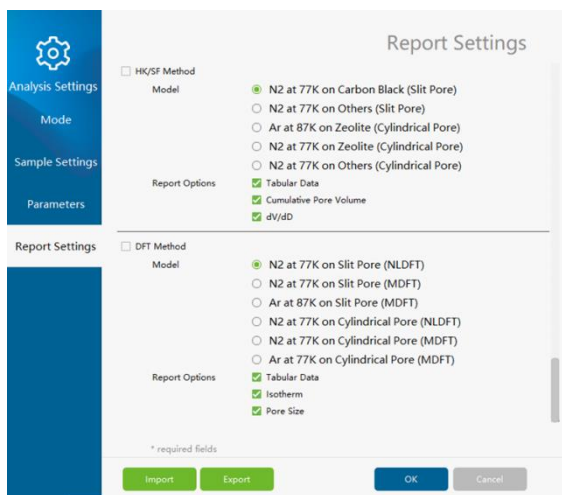 Report Settings
Analysis Settings
Mode
Sample Settings
Parameters
Report Settings
HK/SF Method
Model
N2 at 77K on Carbon Black (Slit Pore)
N2 at 77K on Others (Slit Pore)
Ar at 87K on Zeolite (Cylindrical Pore)
N2 at 77K on Zeolite (Cylindrical Pore)
N2 at 77K on Others (Cylindrical Pore)
Report Options
Tabular Data
Cumulative Pore Volume
dV/dD
DFT Method
Model
N2 at 77K on Slit Pore (NLDFT)
N2 at 77K on Slit Pore (MDFT)
Ar at 87K on Slit Pore (MDFT)
N2 at 77K on Cylindrical Pore (NLDFT)
N2 at 77K on Cylindrical Pore (MDFT)
Ar at 77K on Cylindrical Pore (MDFT)
Report Options
Tabular Data
Isotherm
Pore Size
* required fields
Import Export OK Cancel